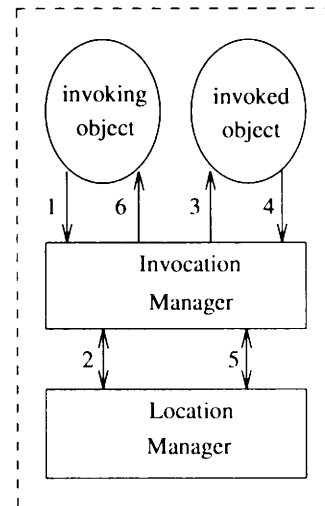 invoking
object
invoked
object
1
6
3
4
Invocation
Manager
2
5
Location
Manager